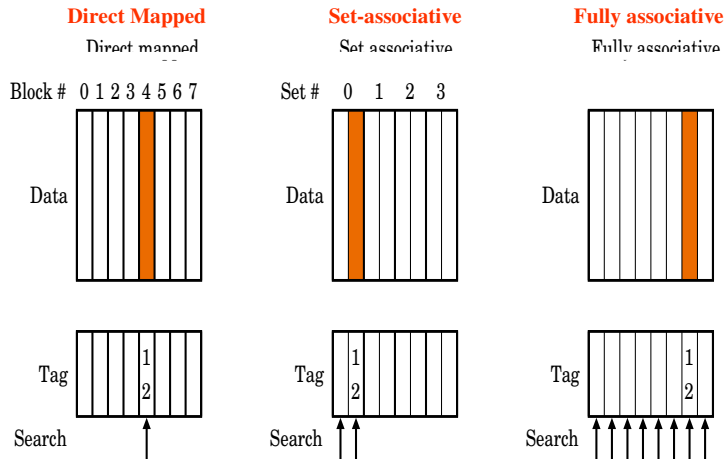 Direct Mapped Set-associative Fully associative
Direct mapped Set associative Fully associative
Block # 0 1 2 3 4 5 6 7 Set # 0 1 2 3
Data Data Data
1 1 1
Tag Tag Tag
2 2 2
Search Search Search